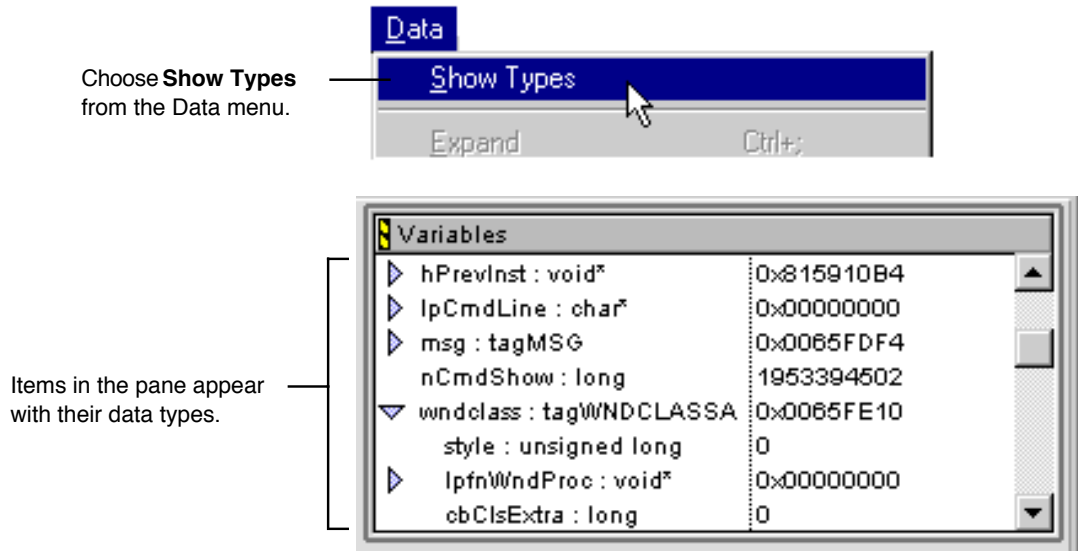 Data
Choose Show Types
from the Data menu.
Show Types
Expand Ctrl+;
Variables
hPrevInst : void* 0x815910B4
lpCmdLine : char* 0x00000000
msg : tagMSG 0x0065FDF4
nCmdShow : long 1953394502
Items in the pane appear
with their data types.
wndclass : tagWNDCLASSA 0x0065FE10
style : unsigned long 0
lpfnWndProc : void* 0x00000000
cbClsExtra : long 0